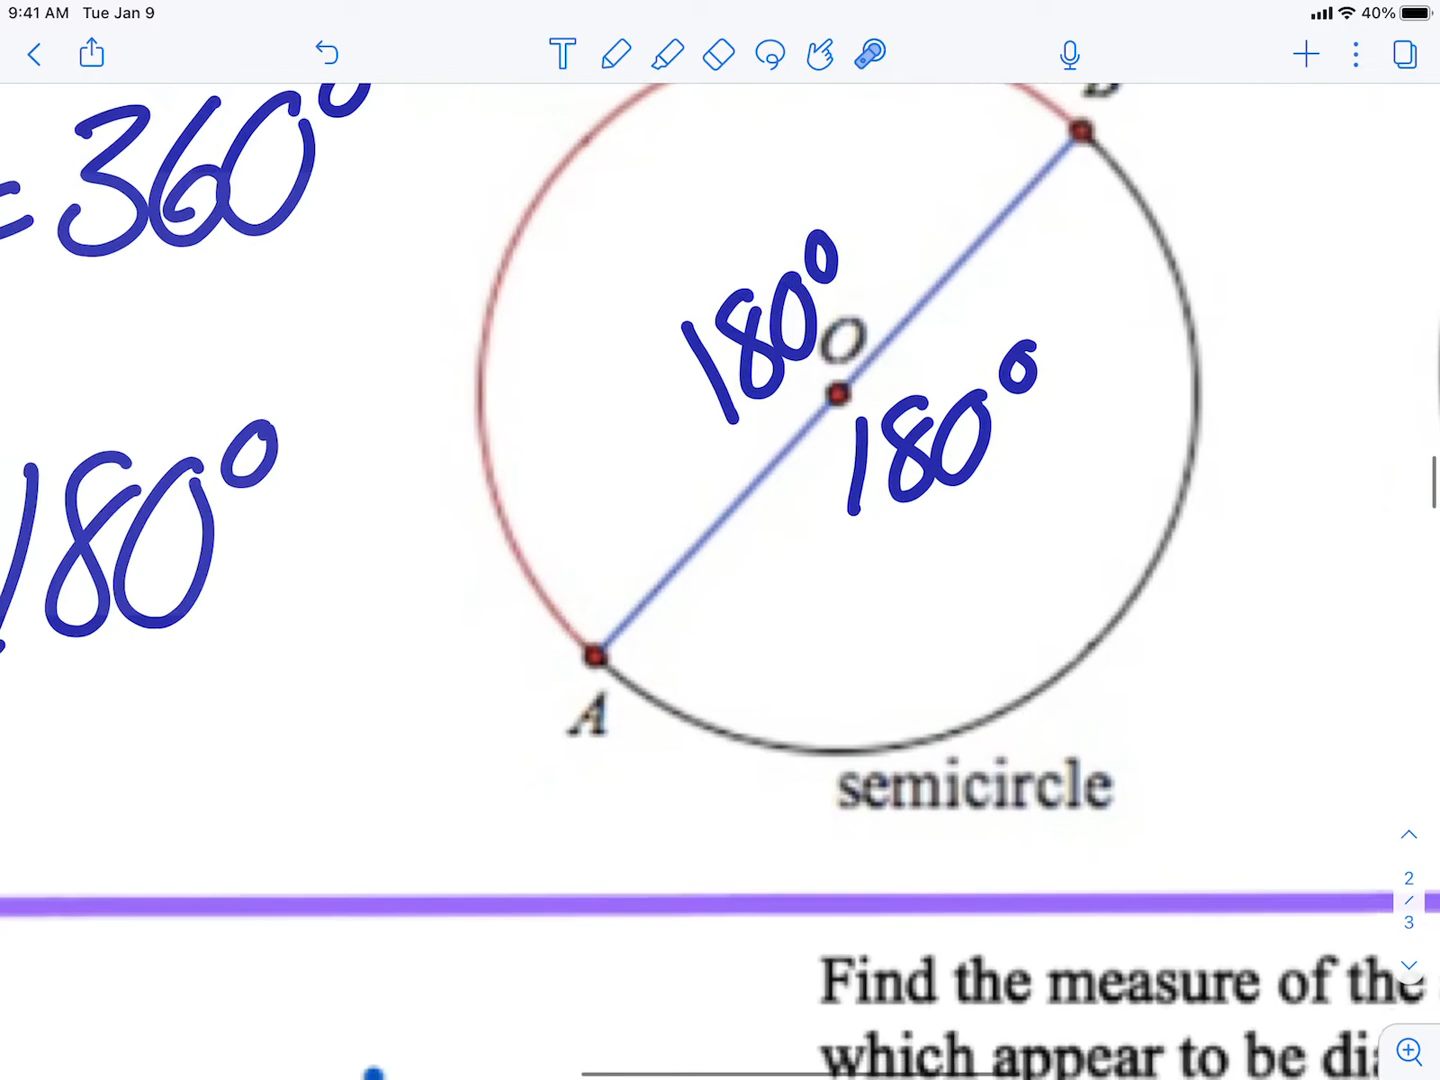 9:41 AM Tue Jan 9
40%
= 360°
B
180°
O
180°
180°
A
semicircle
2
/
3
Find the measure of the
which appear to be